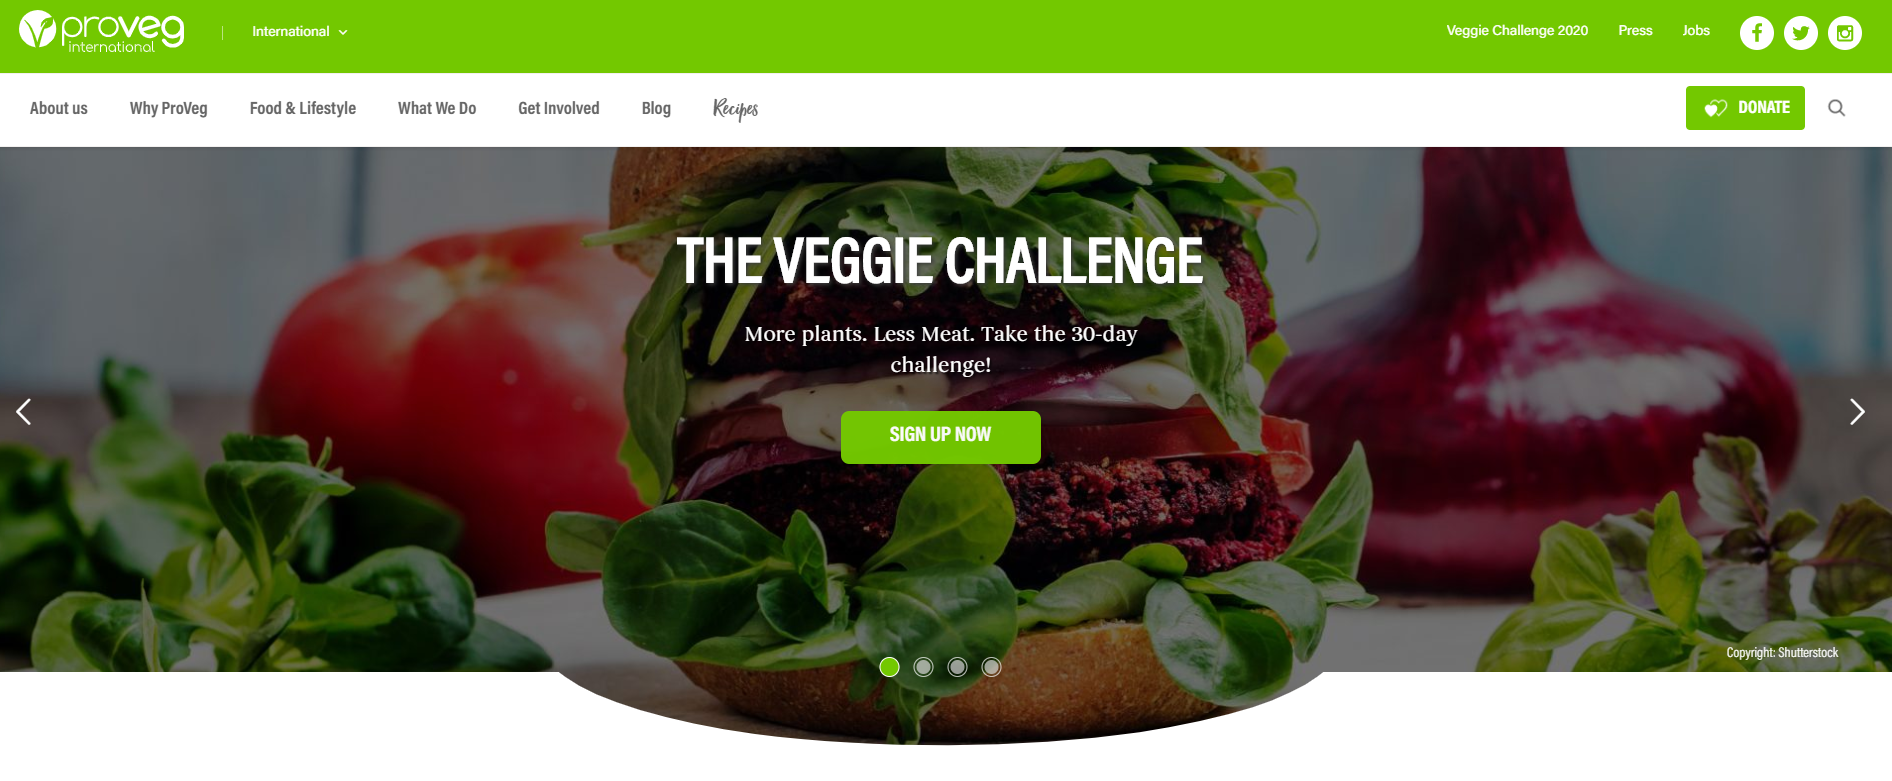 proveg
international
International
Veggie Challenge 2020
Press
Jobs
About us
Why ProVeg
Food & Lifestyle
What We Do
Get Involved
Blog
Recipes
DONATE
THE VEGGIE CHALLENGE
More plants. Less Meat. Take the 30-day
challenge!
SIGN UP NOW
Copyright: Shutterstock